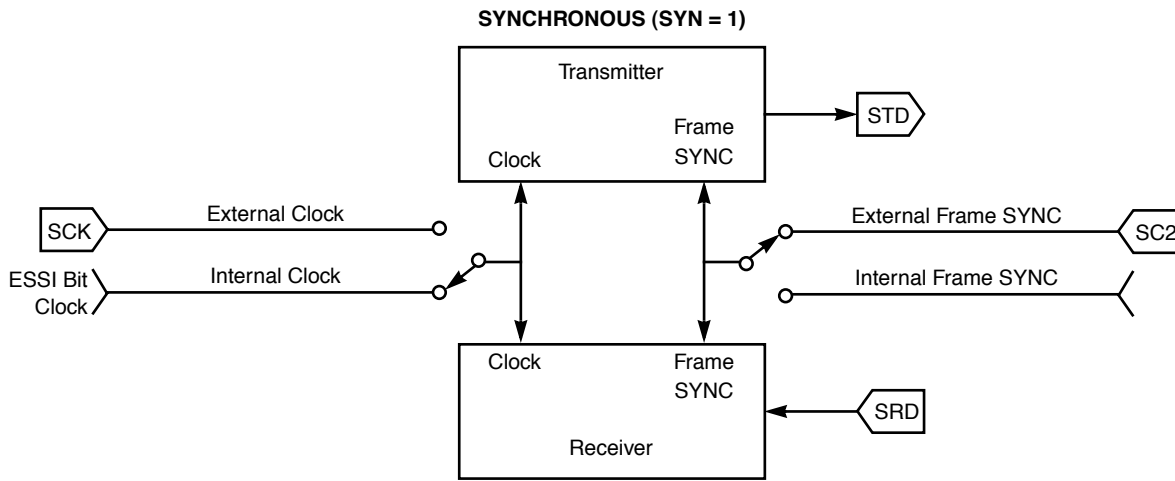 SYNCHRONOUS (SYN = 1)
Transmitter
STD
Frame
SYNC
Clock
External Clock
External Frame SYNC
SCK
SC2
ESSI Bit
Clock
Internal Clock
Internal Frame SYNC
Clock
Frame
SYNC
SRD
Receiver